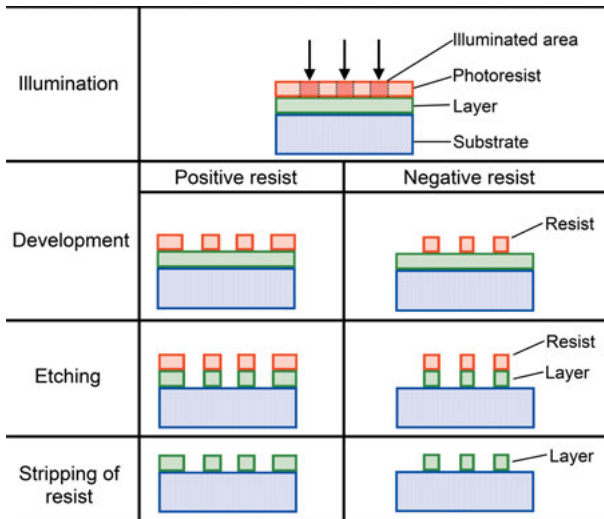 Illumination
Illuminated area
Photoresist
Layer
Substrate
Positive resist
Negative resist
Development
Resist
Etching
Resist
Layer
Stripping of
resist
Layer